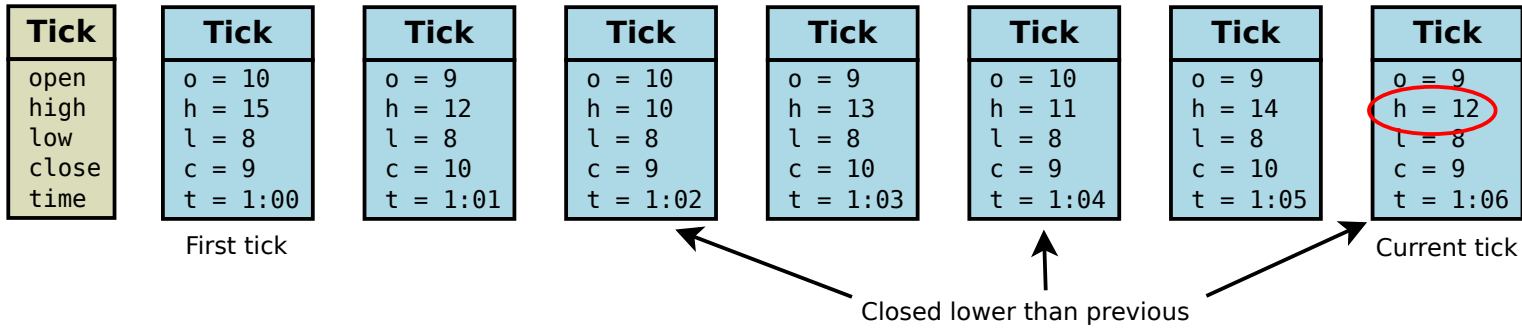 Tick
open
high
low
close
time
Tick
o = 10
h = 15
l = 8
c = 9
t = 1:00
First tick
Tick
o = 9
h = 12
l = 8
c = 10
t = 1:01
Tick
o = 10
h = 10
l = 8
c = 9
t = 1:02
Tick
o = 9
h = 13
l = 8
c = 10
t = 1:03
Tick
o = 10
h = 11
l = 8
c = 9
t = 1:04
Tick
o = 9
h = 14
l = 8
c = 10
t = 1:05
Tick
o = 9
h = 12
l = 8
c = 9
t = 1:06
Current tick
Closed lower than previous